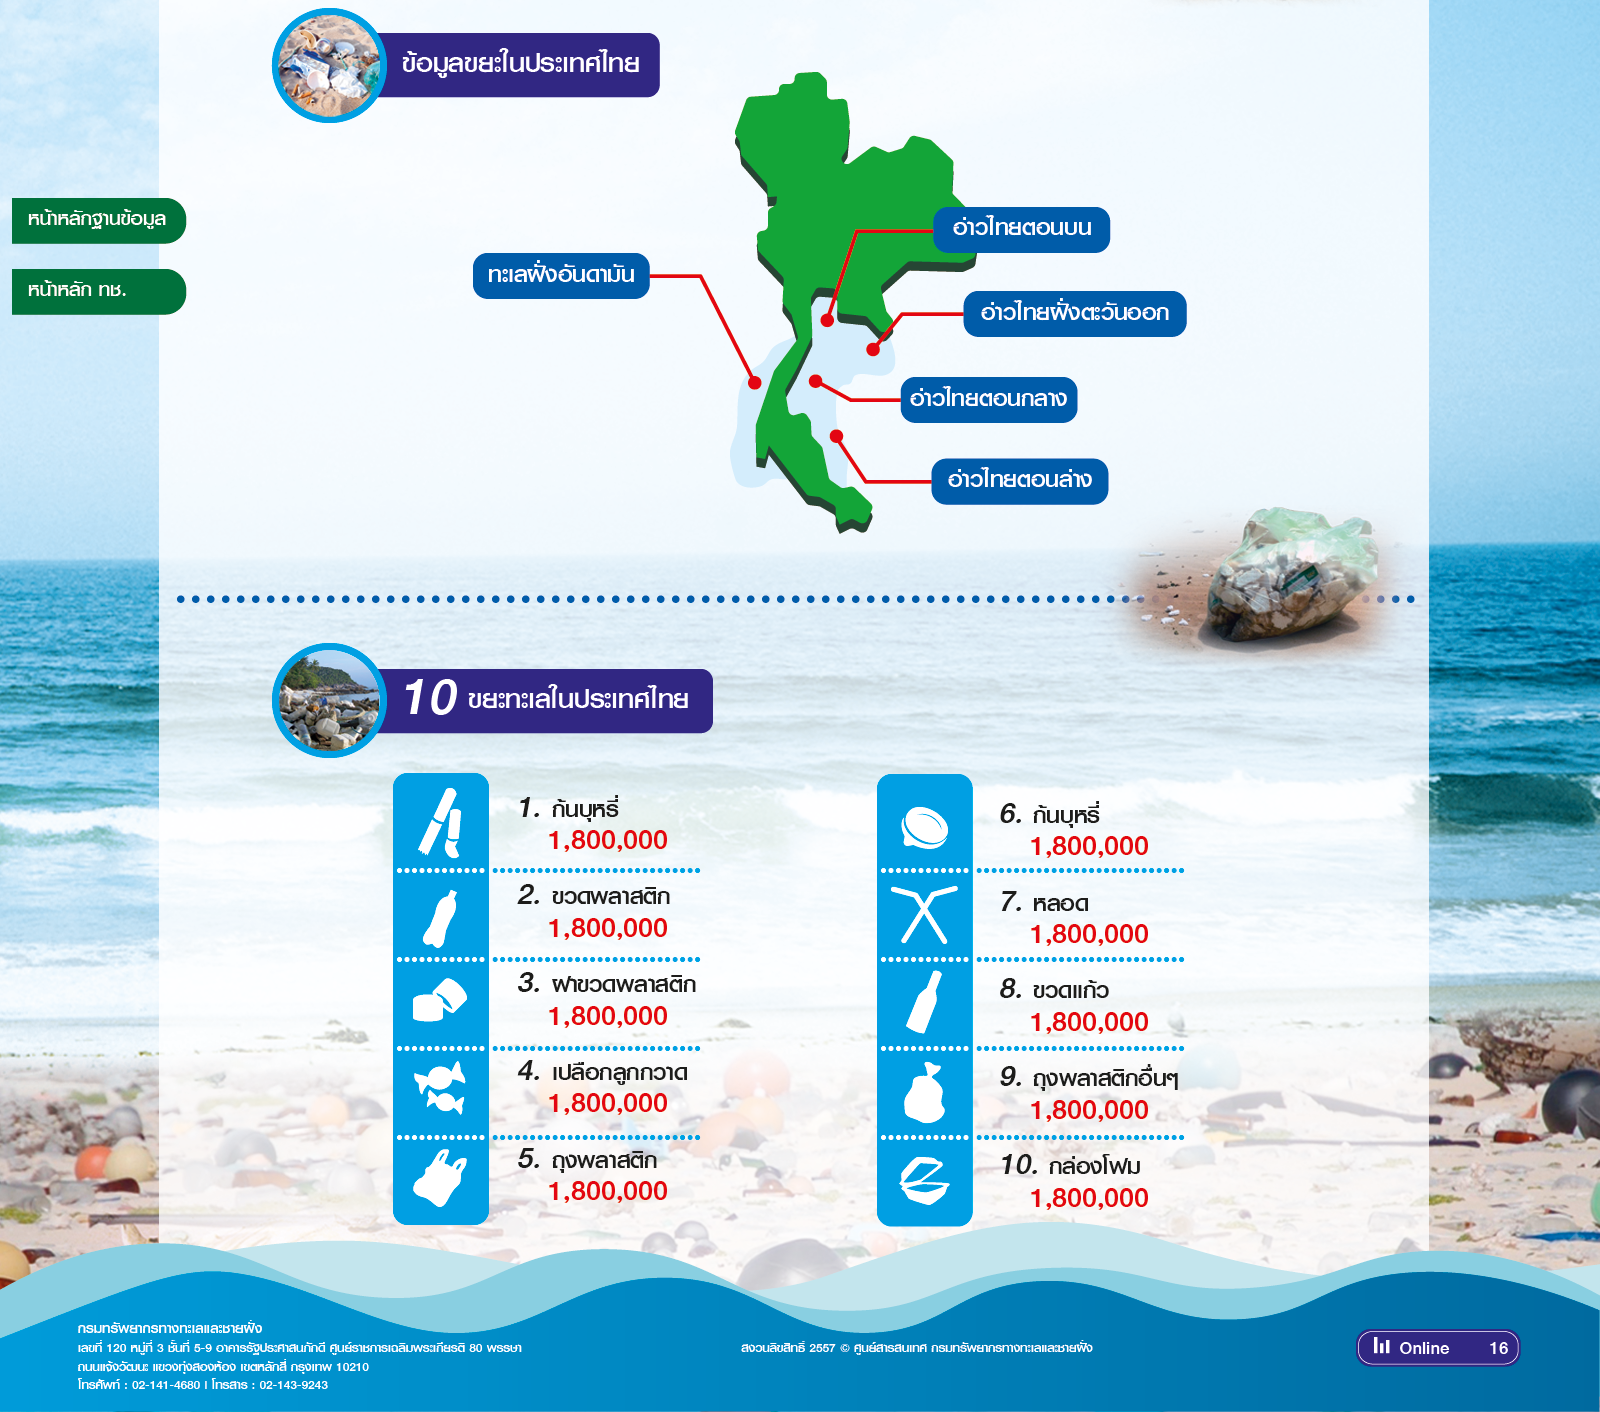 ข้อมูลขยะในประเทศไทย
หน้าหลักฐานข้อมูล
หน้าหลัก ทช.
อ่าวไทยตอนบน
ทะเลฝั่งอันดามัน
อ่าวไทยฝั่งตะวันออก
อ่าวไทยตอนกลาง
อ่าวไทยตอนล่าง
10 ขยะทะเลในประเทศไทย
1. ก้นบุหรี่
1,800,000
2. ขวดพลาสติก
1,800,000
3. ฝาขวดพลาสติก
1,800,000
4. เปลือกลูกกวาด
1,800,000
5. ถุงพลาสติก
1,800,000
6. ก้นบุหรี่
1,800,000
7. หลอด
1,800,000
8. ขวดแก้ว
1,800,000
9. ถุงพลาสติกอื่นๆ
1,800,000
10. กล่องโฟม
1,800,000
กรมทรัพยากรทางทะเลและชายฝั่ง
เลขที่ 120 หมู่ที่ 3 ชั้นที่ 5-9 อาคารรัฐประศาสนภักดี ศูนย์ราชการเฉลิมพระเกียรติ 80 พรรษา
ถนนแจ้งวัฒนะ แขวงทุ่งสองห้อง เขตหลักสี่ กรุงเทพ 10210
โทรศัพท์ : 02-141-4680 | โทรสาร : 02-143-9243
สงวนลิขสิทธิ์ 2557 © ศูนย์สารสนเทศ กรมทรัพยากรทางทะเลและชายฝั่ง
Online 16